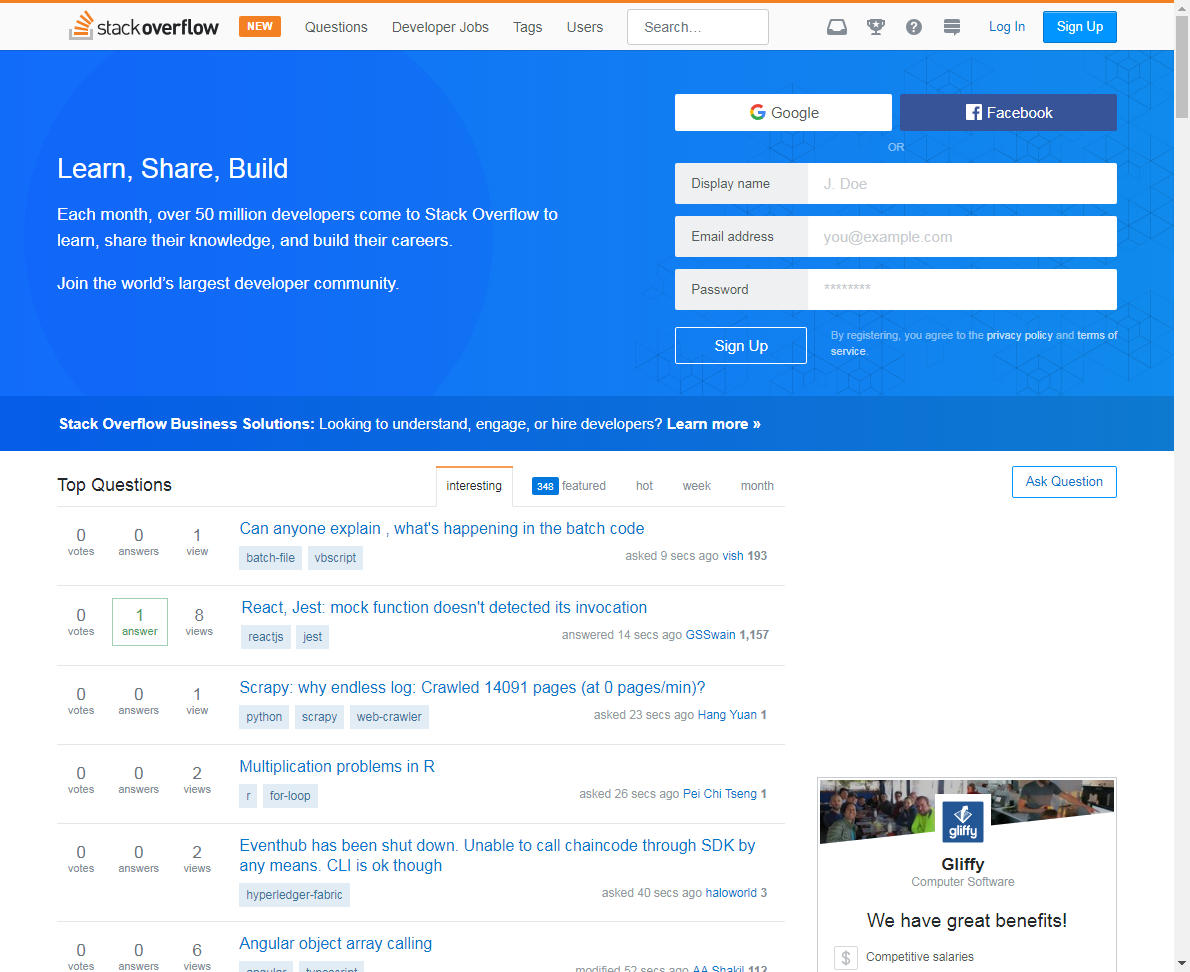 stackoverflow NEW Questions Developer Jobs Tags Users Search... Log In Sign Up
Google Facebook
OR
Learn, Share, Build
Display name J. Doe
Each month, over 50 million developers come to Stack Overflow to
learn, share their knowledge, and build their careers.
Email address you@example.com
Join the world’s largest developer community.
Password ********
Sign Up By registering, you agree to the privacy policy and terms of
service.
Stack Overflow Business Solutions: Looking to understand, engage, or hire developers? Learn more »
Top Questions interesting 348 featured hot week month Ask Question
0 votes 0 answers 1 view
Can anyone explain , what's happening in the batch code
batch-file vbscript asked 9 secs ago vish 193
0 votes 1 answer 8 views
React, Jest: mock function doesn't detected its invocation
reactjs jest answered 14 secs ago GSSwain 1,157
0 votes 0 answers 1 view
Scrapy: why endless log: Crawled 14091 pages (at 0 pages/min)?
python scrapy web-crawler asked 23 secs ago Hang Yuan 1
0 votes 0 answers 2 views
Multiplication problems in R
r for-loop asked 26 secs ago Pei Chi Tseng 1
0 votes 0 answers 2 views
Eventhub has been shut down. Unable to call chaincode through SDK by
any means. CLI is ok though
hyperledger-fabric asked 40 secs ago haloworld 3
0 votes 0 answers 6 views
Angular object array calling
angular typescript modified 52 secs ago AA Shakil 112
gliffy
Gliffy
Computer Software
We have great benefits!
$ Competitive salaries